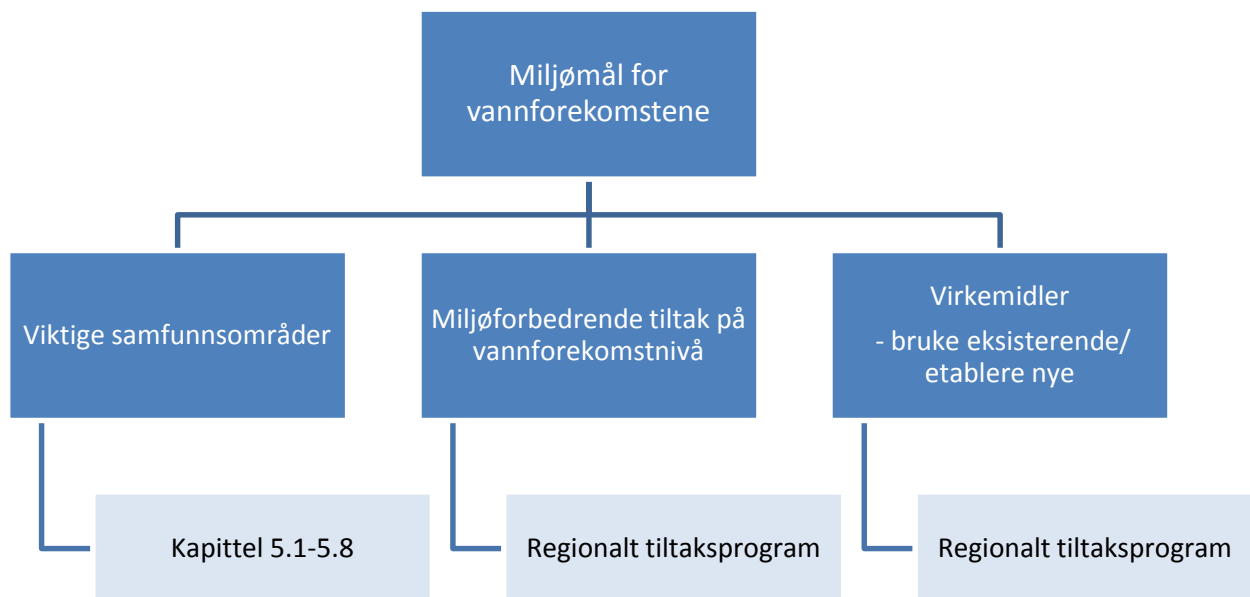 Miljømål for
vannforekomstene
Viktige samfunnsområder
Miljøforbedrende tiltak på
vannforekomstnivå
Virkemidler
- bruke eksisterende/
etablere nye
Kapittel 5.1-5.8
Regionalt tiltaksprogram
Regionalt tiltaksprogram